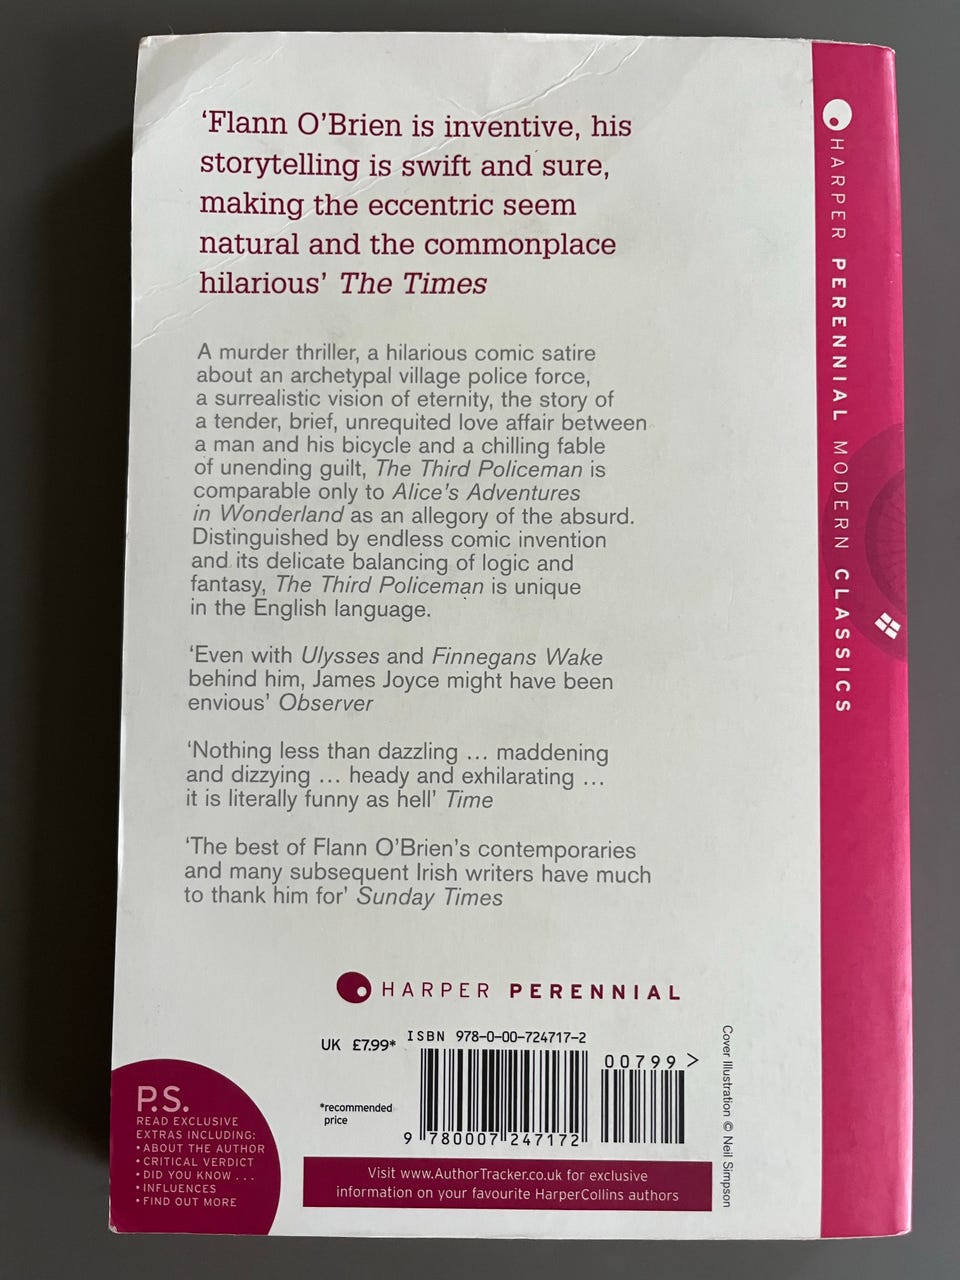 ‘Flann O’Brien is inventive, his
storytelling is swift and sure,
making the eccentric seem
natural and the commonplace
hilarious’ The Times
A murder thriller, a hilarious comic satire
about an archetypal village police force,
a surrealistic vision of eternity, the story of
a tender, brief, unrequited love affair between
a man and his bicycle and a chilling fable
of unending guilt, The Third Policeman is
comparable only to Alice’s Adventures
in Wonderland as an allegory of the absurd.
Distinguished by endless comic invention
and its delicate balancing of logic and
fantasy, The Third Policeman is unique
in the English language.
‘Even with Ulysses and Finnegans Wake
behind him, James Joyce might have been
envious’ Observer
‘Nothing less than dazzling … maddening
and dizzying … heady and exhilarating …
it is literally funny as hell’ Time
‘The best of Flann O’Brien’s contemporaries
and many subsequent Irish writers have much
to thank him for’ Sunday Times
HARPER PERENNIAL
UK £7.99*
*recommended
price
ISBN 978-0-00-724717-2
00799>
9 780007 247172
Visit www.AuthorTracker.co.uk for exclusive
information on your favourite HarperCollins authors
Cover Illustration © Neil Simpson
P.S.
READ EXCLUSIVE
EXTRAS INCLUDING:
• ABOUT THE AUTHOR
• CRITICAL VERDICT
• DID YOU KNOW . . .
• INFLUENCES
• FIND OUT MORE
HARPER PERENNIAL MODERN CLASSICS